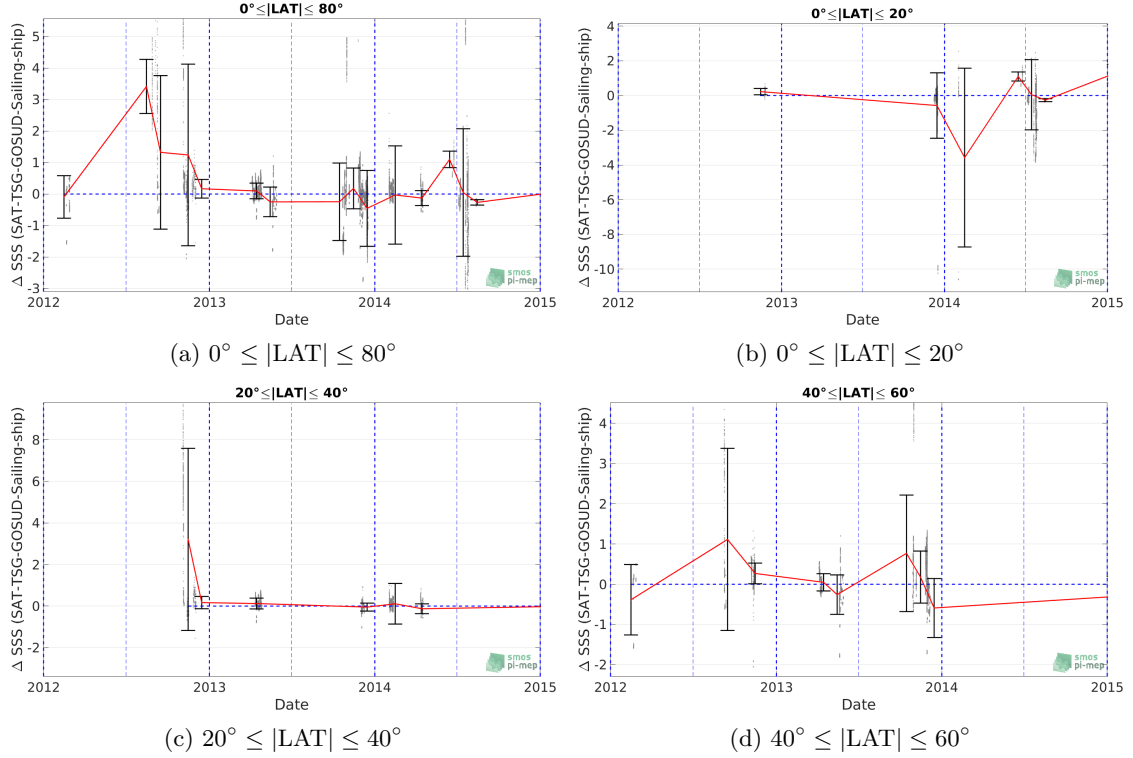 0°≤|LAT|≤ 80°
Δ SSS (SAT-TSG-GOSUD-Sailing-ship)
5
4
3
2
1
0
-1
-2
-3
2012
2013
2014
2015
Date
smos
pi-mep
(a) 0° ≤ |LAT| ≤ 80°
0°≤|LAT|≤ 20°
Δ SSS (SAT-TSG-GOSUD-Sailing-ship)
4
2
0
-2
-4
-6
-8
-10
2012
2013
2014
2015
Date
smos
pi-mep
(b) 0° ≤ |LAT| ≤ 20°
20°≤|LAT|≤ 40°
Δ SSS (SAT-TSG-GOSUD-Sailing-ship)
8
6
4
2
0
-2
2012
2013
2014
2015
Date
smos
pi-mep
(c) 20° ≤ |LAT| ≤ 40°
40°≤|LAT|≤ 60°
Δ SSS (SAT-TSG-GOSUD-Sailing-ship)
4
3
2
1
0
-1
-2
2012
2013
2014
2015
Date
smos
pi-mep
(d) 40° ≤ |LAT| ≤ 60°